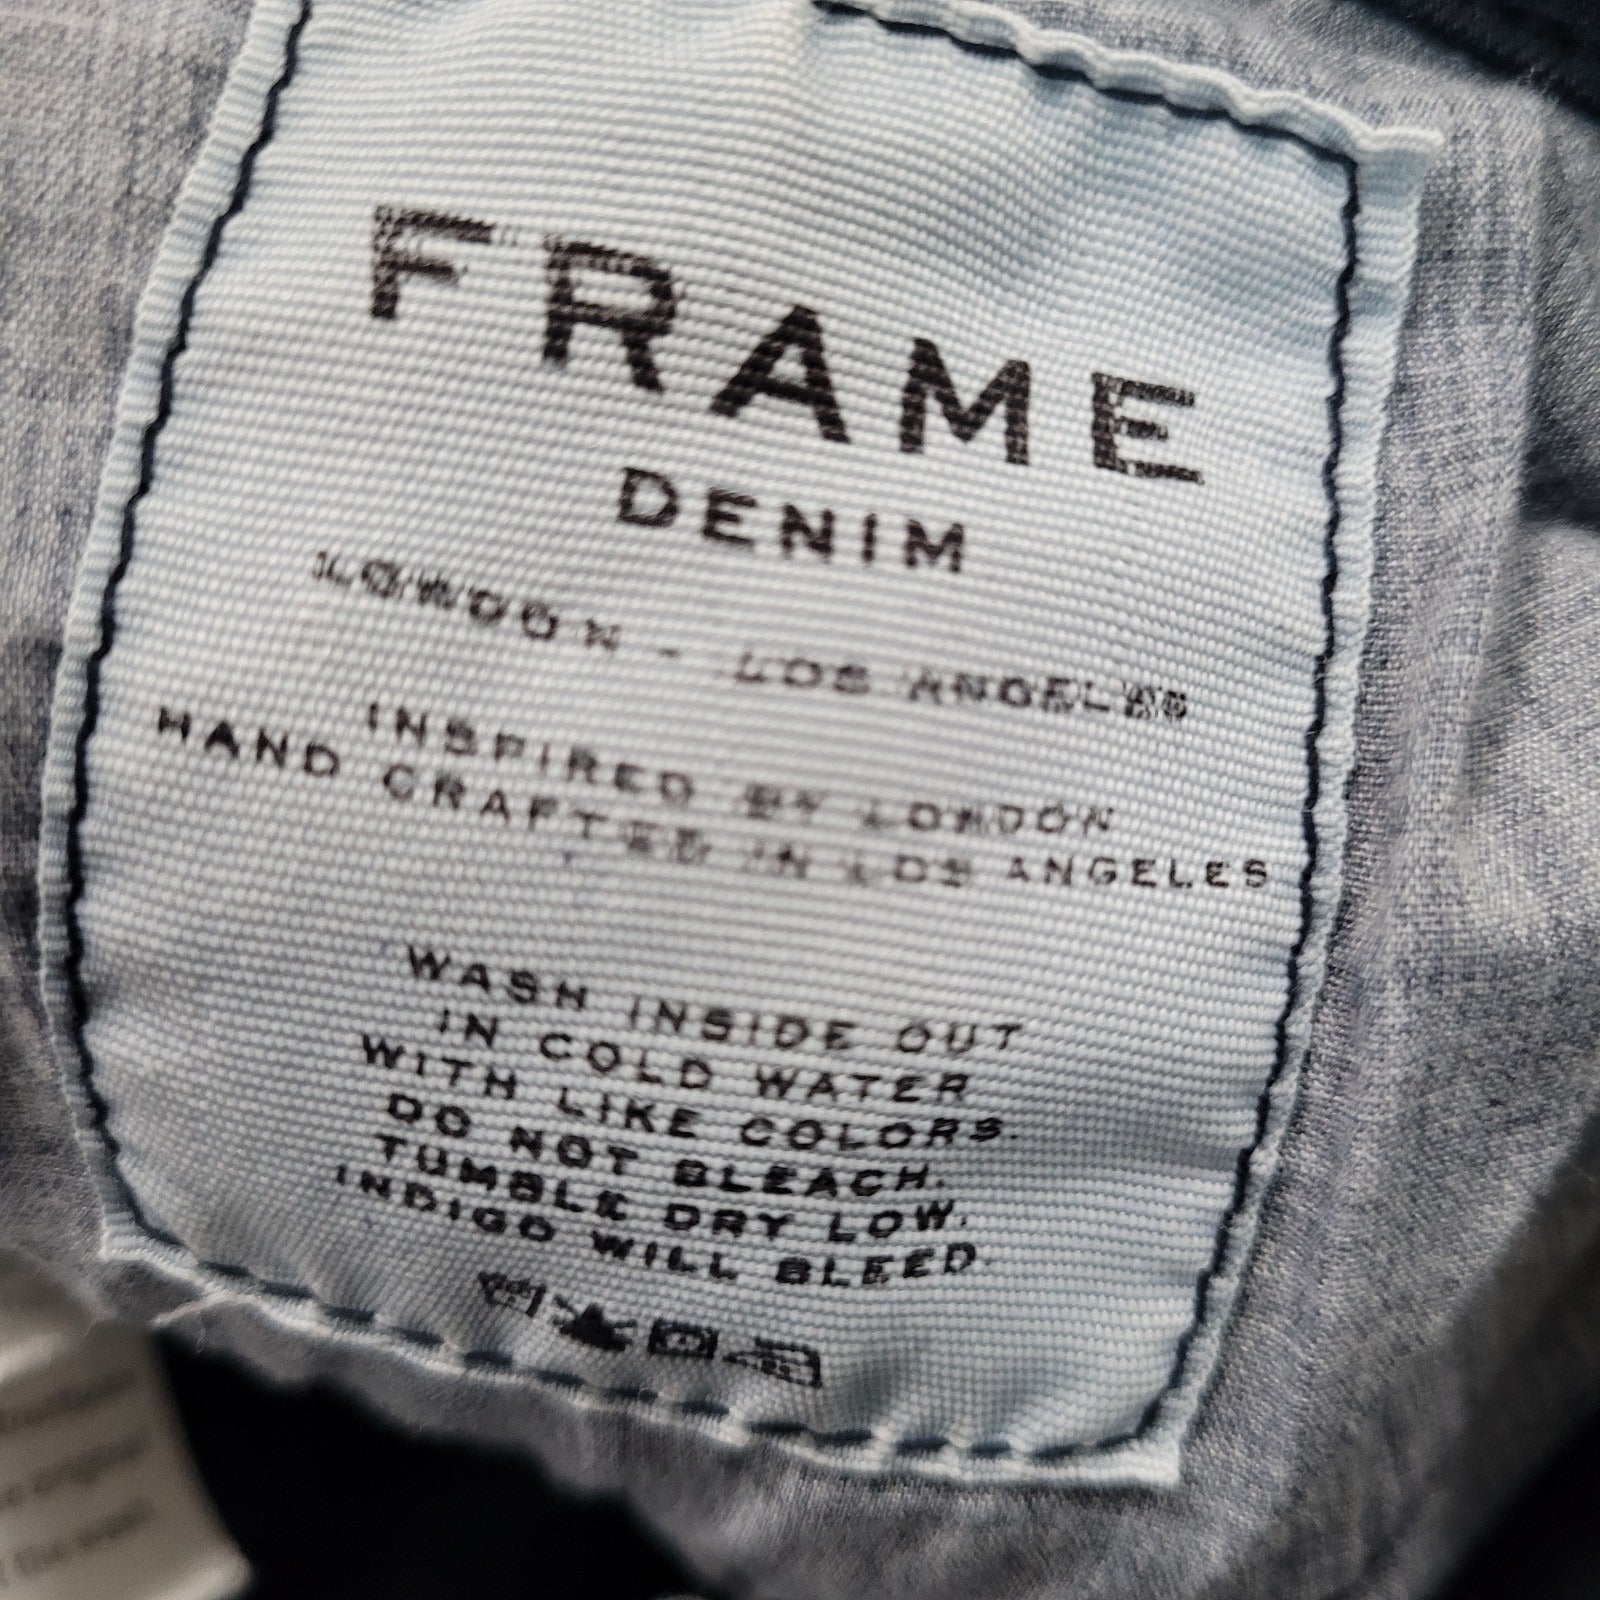 FRAME
DENIM
LONDON - LOS ANGELES
INSPIRED BY LONDON
HAND CRAFTED IN LOS ANGELES
WASH INSIDE OUT
IN COLD WATER
WITH LIKE COLORS.
DO NOT BLEACH.
TUMBLE DRY LOW.
INDIGO WILL BLEED.